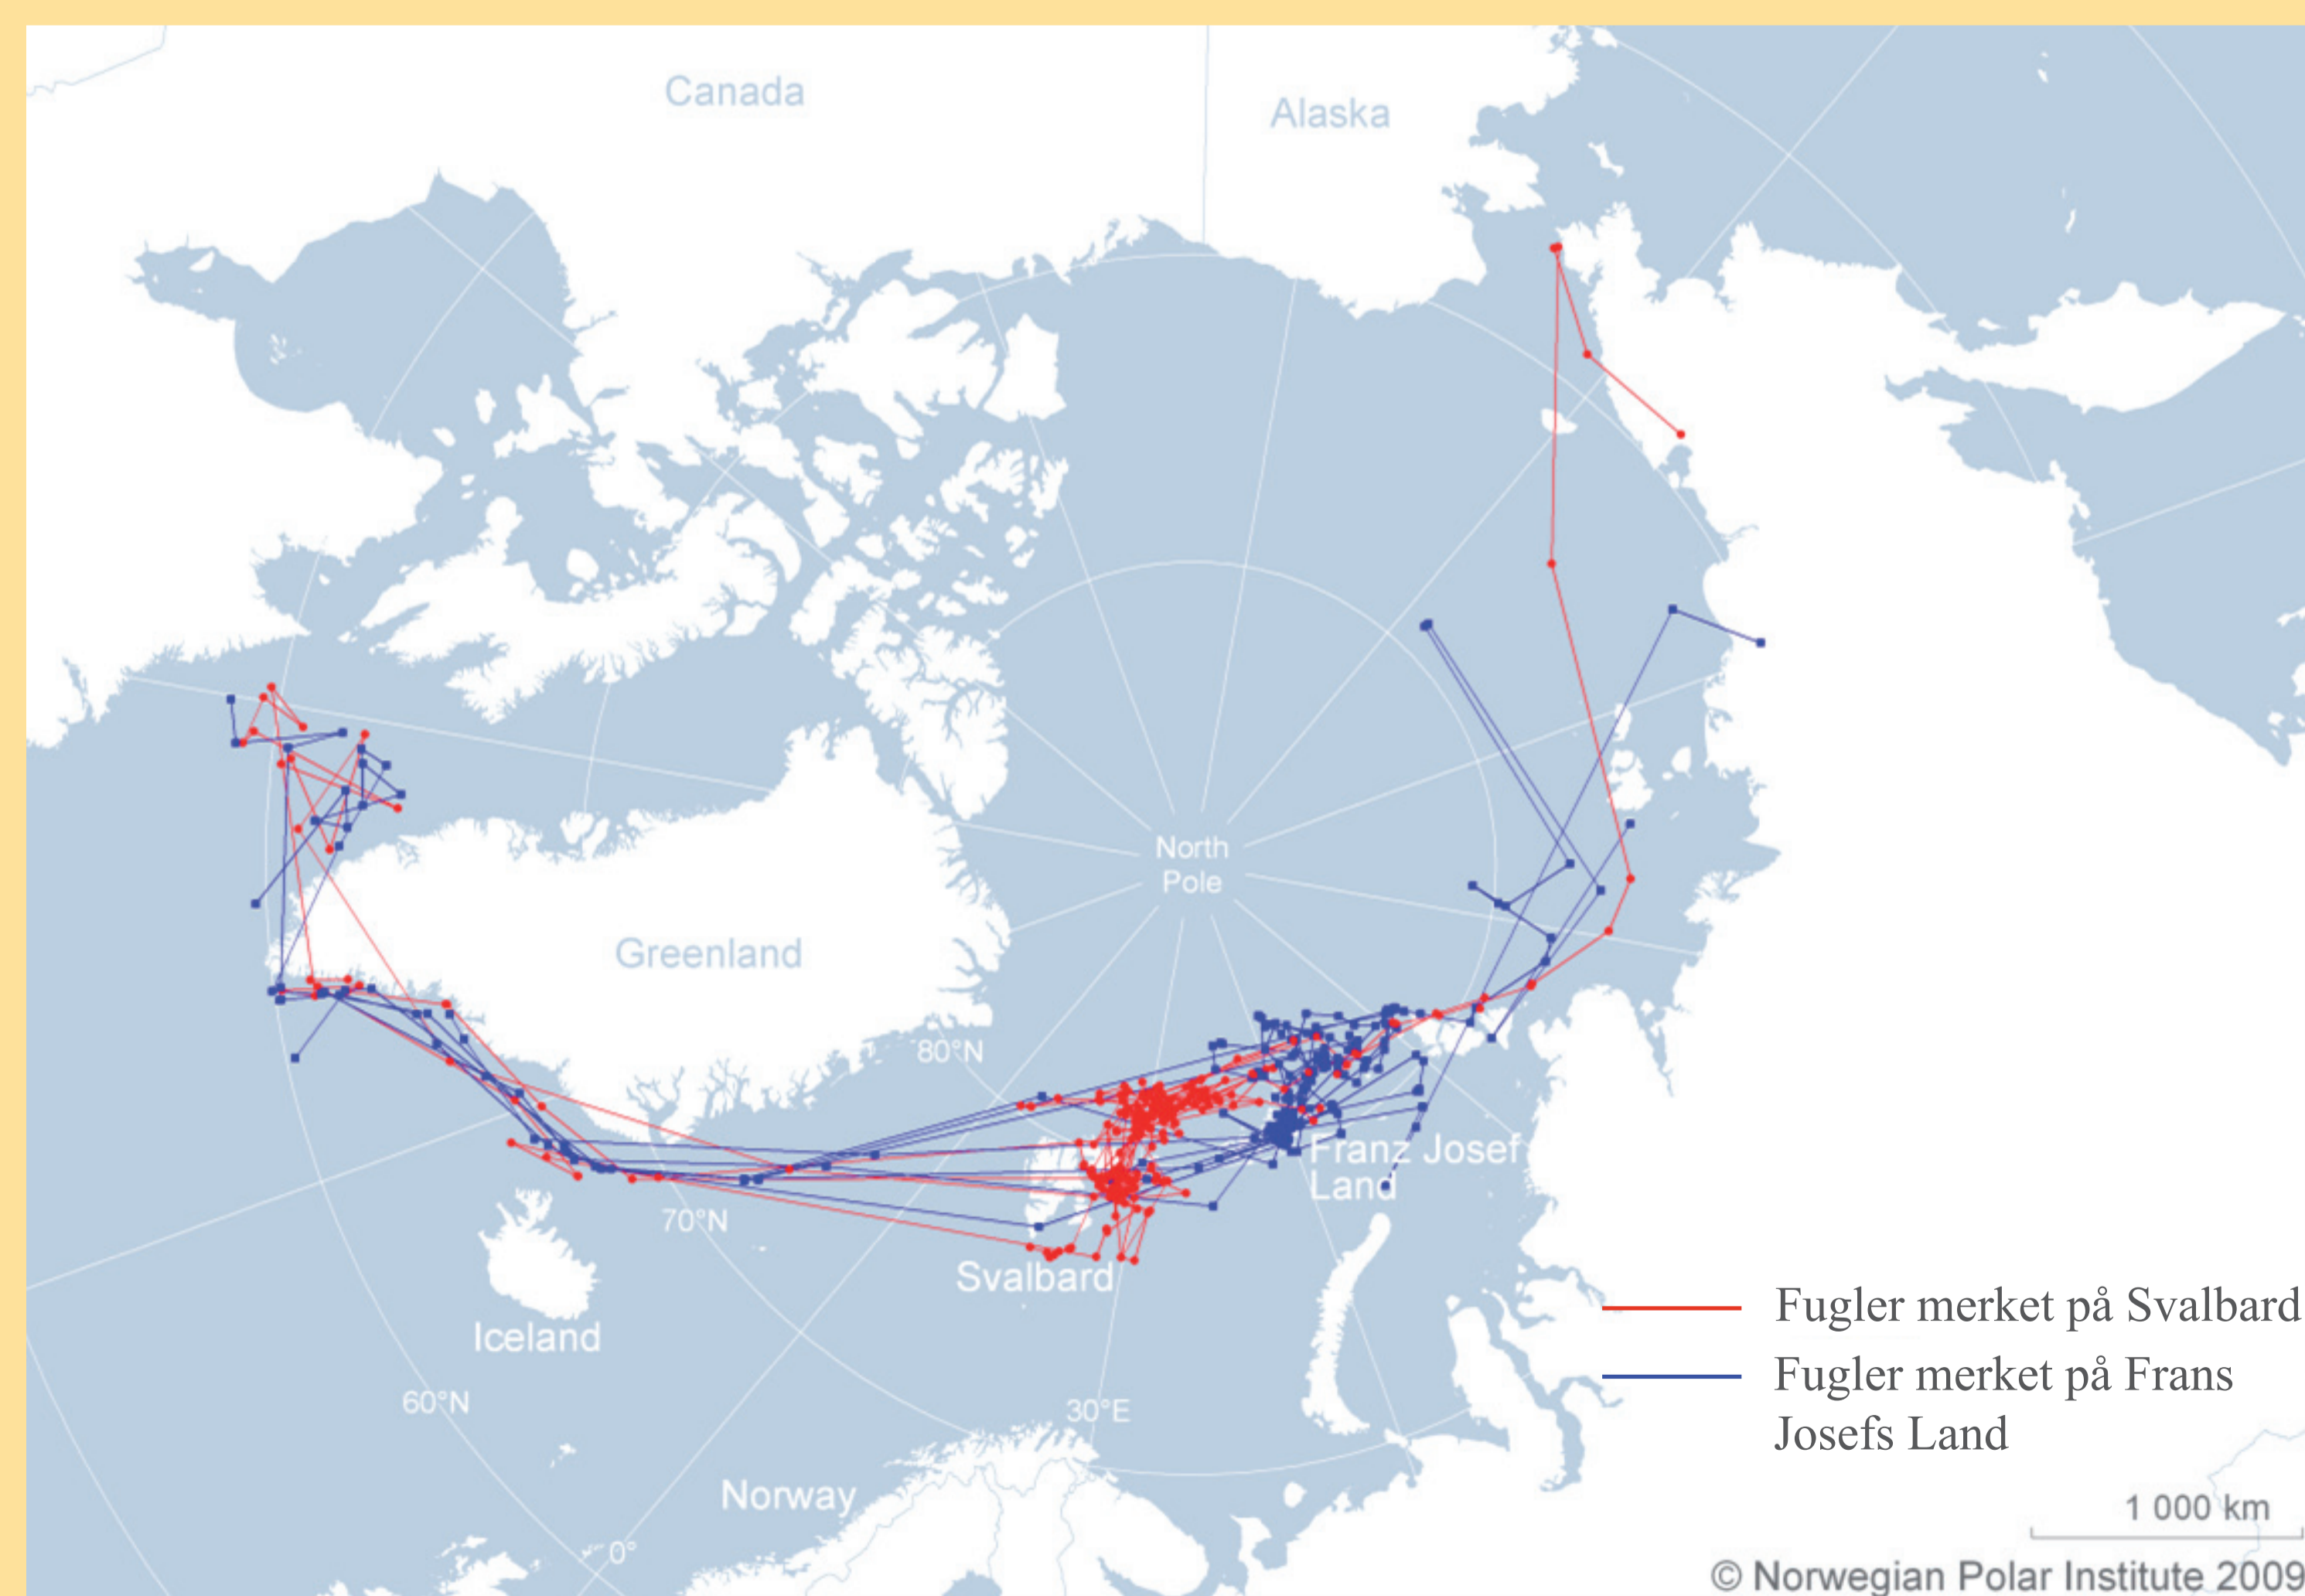 Canada
Alaska
North
Pole
Greenland
80°N
Franz Josef
Land
70°N
Svalbard
Iceland
60°N
30°E
Norway
0°
Fugler merket på Svalbard
Fugler merket på Frans
Josefs Land
1 000 km
© Norwegian Polar Institute 2009